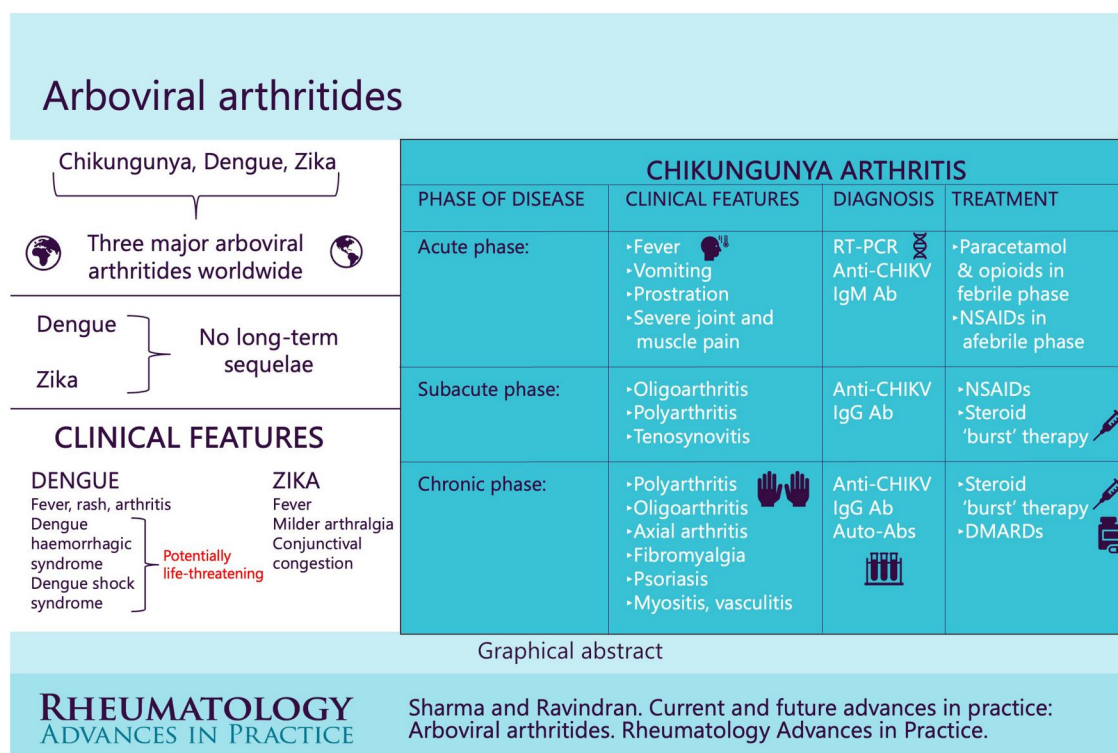 Arboviral arthritides
Chikungunya, Dengue, Zika
Three major arboviral
arthritides worldwide
Dengue
Zika
No long-term
sequelae
CLINICAL FEATURES
DENGUE
Fever, rash, arthritis
Dengue
haemorrhagic
syndrome
Dengue shock
syndrome
Potentially
life-threatening
ZIKA
Fever
Milder arthralgia
Conjunctival
congestion
CHIKUNGUNYA ARTHRITIS
PHASE OF DISEASE CLINICAL FEATURES DIAGNOSIS TREATMENT
Acute phase:
‣Fever
‣Vomiting
‣Prostration
‣Severe joint and
muscle pain
RT-PCR
Anti-CHIKV
IgM Ab
‣Paracetamol
& opioids in
febrile phase
‣NSAIDs in
afebrile phase
Subacute phase:
‣Oligoarthritis
‣Polyarthritis
‣Tenosynovitis
Anti-CHIKV
IgG Ab
‣NSAIDs
‣Steroid
'burst' therapy
Chronic phase:
‣Polyarthritis
‣Oligoarthritis
‣Axial arthritis
‣Fibromyalgia
‣Psoriasis
‣Myositis, vasculitis
Anti-CHIKV
IgG Ab
Auto-Abs
‣Steroid
'burst' therapy
‣DMARDs
Graphical abstract
RHEUMATOLOGY
ADVANCES IN PRACTICE
Sharma and Ravindran. Current and future advances in practice:
Arboviral arthritides. Rheumatology Advances in Practice.